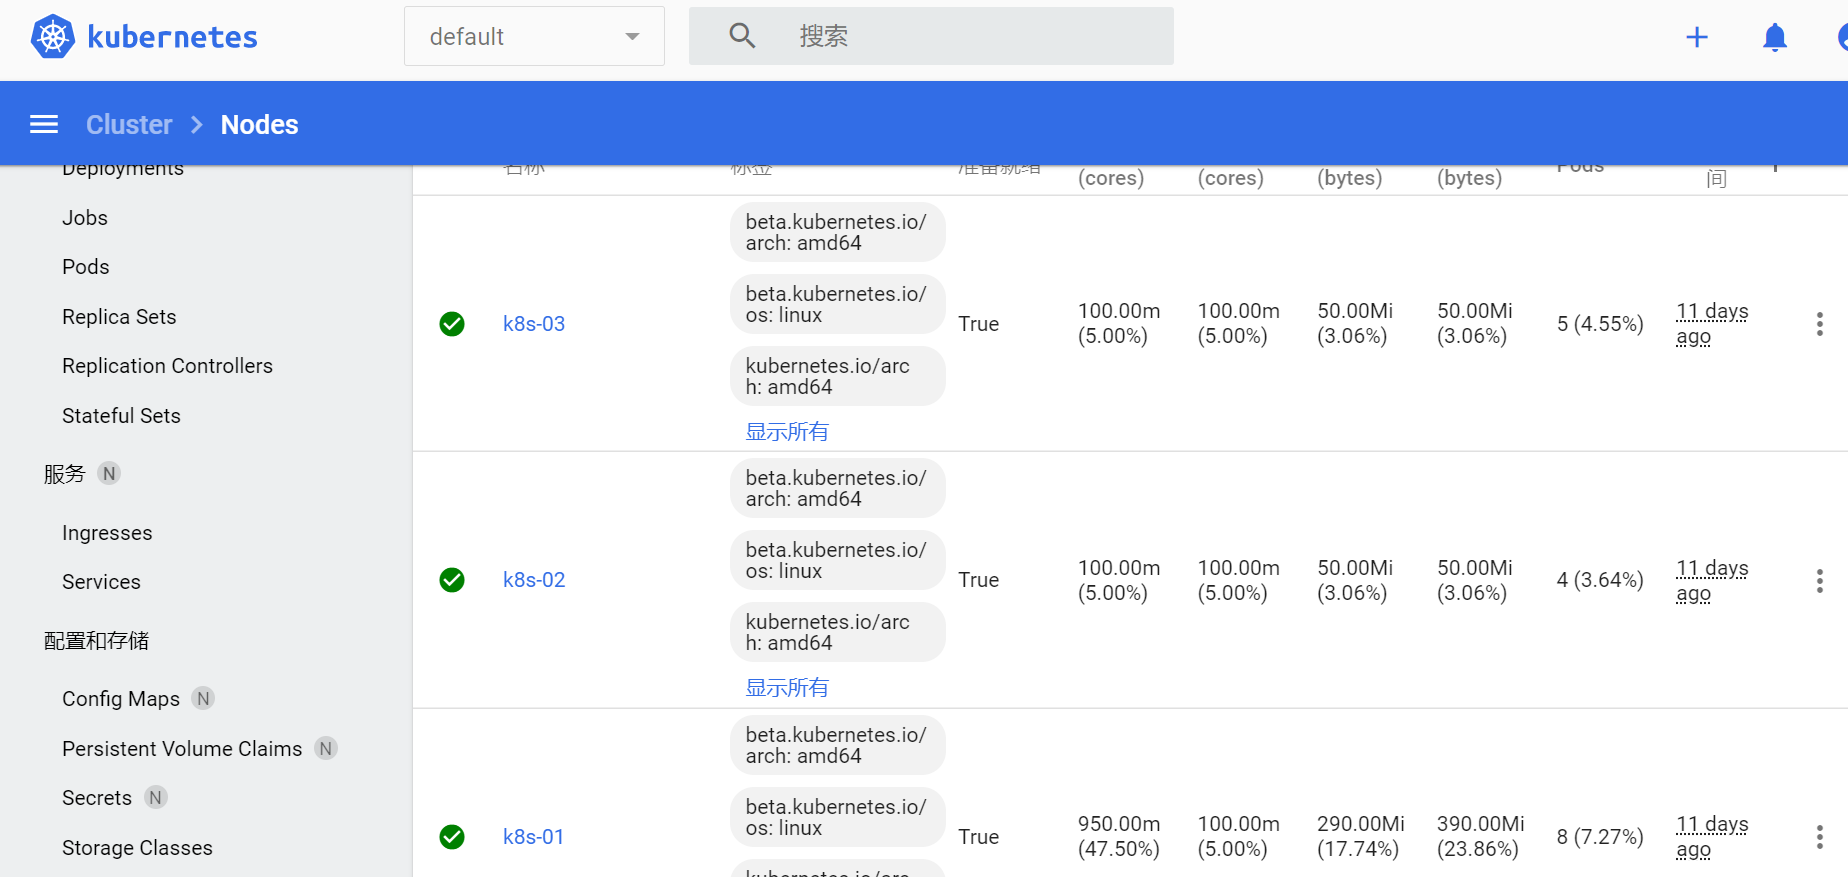 kubernetes
default
搜索
Cluster
Nodes
Deployments
Jobs
Pods
Replica Sets
Replication Controllers
Stateful Sets
服务 N
Ingresses
Services
配置和存储
Config Maps N
Persistent Volume Claims N
Secrets N
Storage Classes
名称
标签
准备就绪
(cores)
(cores)
(bytes)
(bytes)
Pods
间
k8s-03
beta.kubernetes.io/
arch: amd64
beta.kubernetes.io/
os: linux
kubernetes.io/arc
h: amd64
显示所有
True
100.00m
(5.00%)
100.00m
(5.00%)
50.00Mi
(3.06%)
50.00Mi
(3.06%)
5 (4.55%)
11 days
ago
k8s-02
beta.kubernetes.io/
arch: amd64
beta.kubernetes.io/
os: linux
kubernetes.io/arc
h: amd64
显示所有
True
100.00m
(5.00%)
100.00m
(5.00%)
50.00Mi
(3.06%)
50.00Mi
(3.06%)
4 (3.64%)
11 days
ago
k8s-01
beta.kubernetes.io/
arch: amd64
beta.kubernetes.io/
os: linux
kubernetes.io/arc
True
950.00m
(47.50%)
100.00m
(5.00%)
290.00Mi
(17.74%)
390.00Mi
(23.86%)
8 (7.27%)
11 days
ago